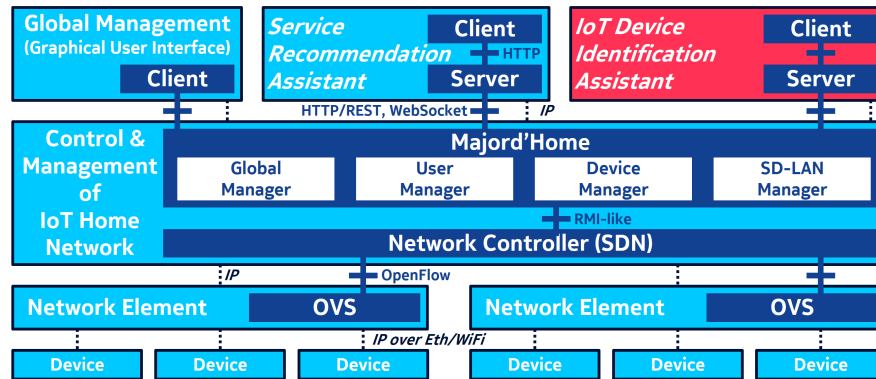 Global Management
(Graphical User Interface)
Client
Service
Recommendation
Assistant
Client
HTTP
Server
IoT Device
Identification
Assistant
Client
Server
HTTP/REST, WebSocket
IP
Control &
Management
of
IoT Home
Network
Majord'Home
Global
Manager
User
Manager
Device
Manager
SD-LAN
Manager
RMI-like
Network Controller (SDN)
IP
OpenFlow
Network Element
OVS
Network Element
OVS
IP over Eth/WiFi
Device
Device
Device
Device
Device
Device